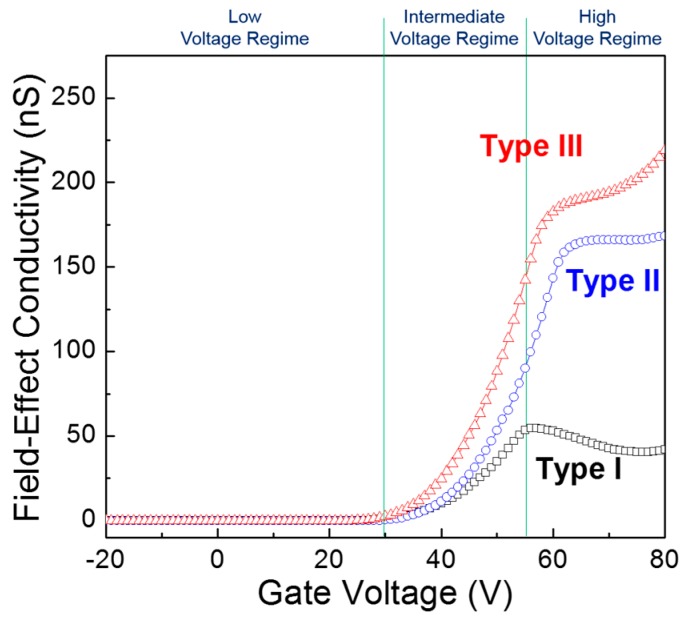 Low
Voltage Regime
Intermediate
Voltage Regime
High
Voltage Regime
Field-Effect Conductivity (nS)
250
200
150
100
50
0
Type III
Type II
Type I
-20
0
20
40
60
80
Gate Voltage (V)